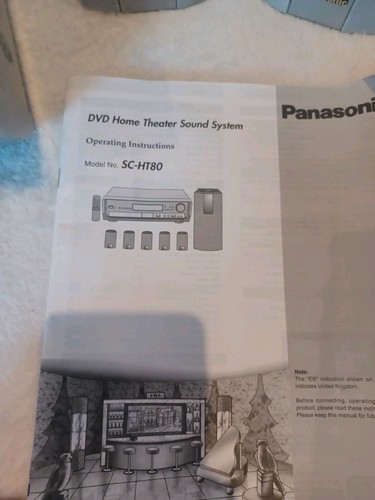 DVD Home Theater Sound System
Panasoni
Operating Instructions
Model No. SC-HT80
Note:
The "EB" indication shown on
indicates United Kingdom.
Before connecting, operating
product, please read these instr
Please keep this manual for futu